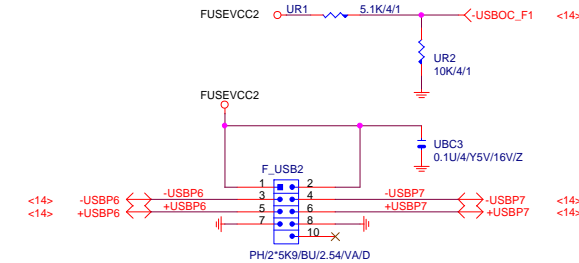 FUSEVCC2 UR1 5.1K/4/1 -USBOC_F1 <14>
UR2
10K/4/1
FUSEVCC2
UBC3
0.1U/4/Y5V/16V/Z
F_USB2
1 2
<14> -USBP6 -USBP6 3 4 -USBP7 -USBP7 <14>
<14> +USBP6 +USBP6 5 6 +USBP7 +USBP7 <14>
7 8
10
PH/2*5K9/BU/2.54/VA/D